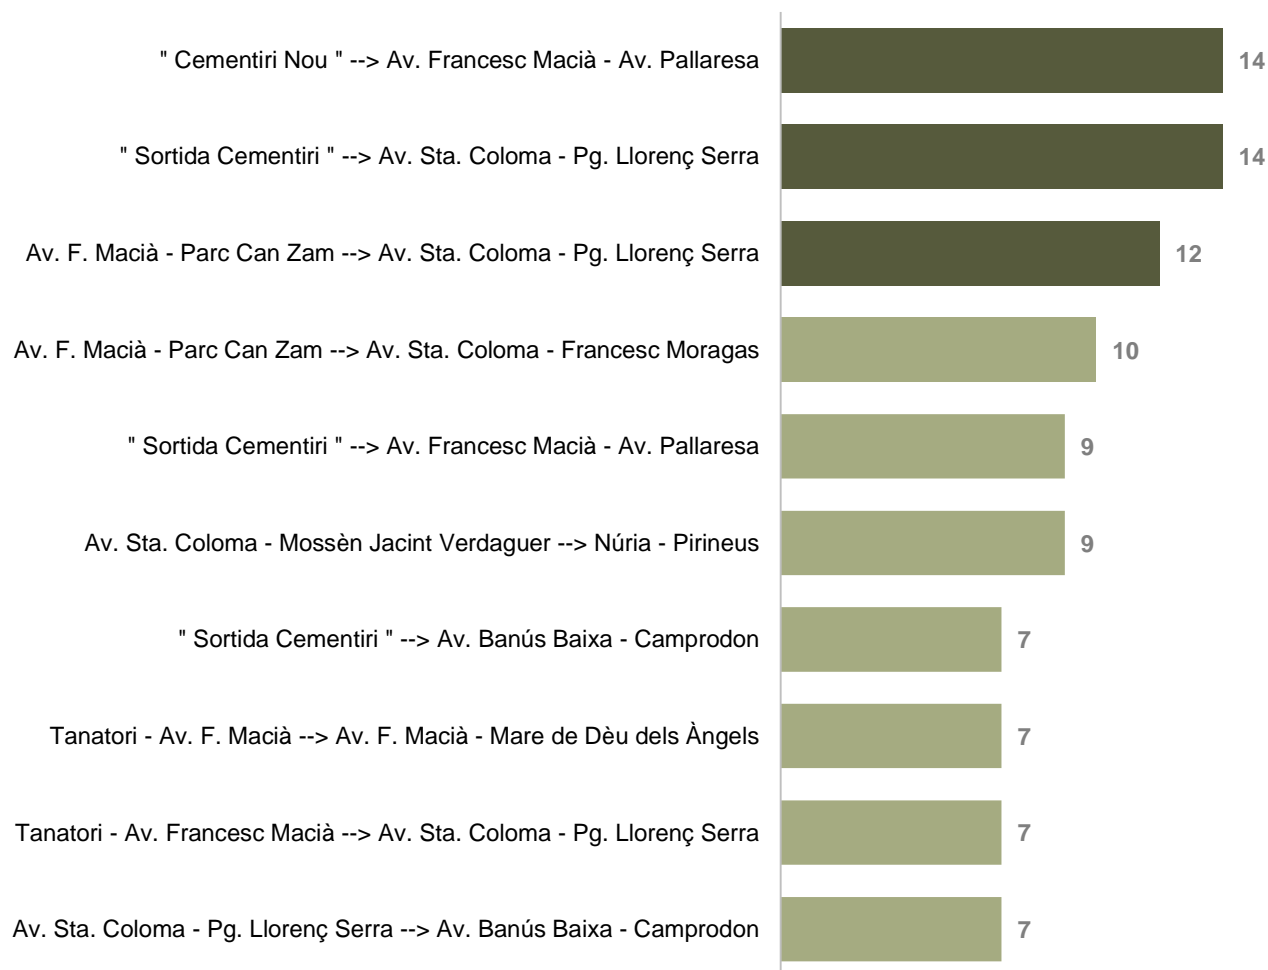 " Cementiri Nou " --> Av. Francesc Macià - Av. Pallaresa 14
" Sortida Cementiri " --> Av. Sta. Coloma - Pg. Llorenç Serra 14
Av. F. Macià - Parc Can Zam --> Av. Sta. Coloma - Pg. Llorenç Serra 12
Av. F. Macià - Parc Can Zam --> Av. Sta. Coloma - Francesc Moragas 10
" Sortida Cementiri " --> Av. Francesc Macià - Av. Pallaresa 9
Av. Sta. Coloma - Mossèn Jacint Verdaguer --> Núria - Pirineus 9
" Sortida Cementiri " --> Av. Banús Baixa - Camprodon 7
Tanatori - Av. F. Macià --> Av. F. Macià - Mare de Dèu dels Àngels 7
Tanatori - Av. Francesc Macià --> Av. Sta. Coloma - Pg. Llorenç Serra 7
Av. Sta. Coloma - Pg. Llorenç Serra --> Av. Banús Baixa - Camprodon 7